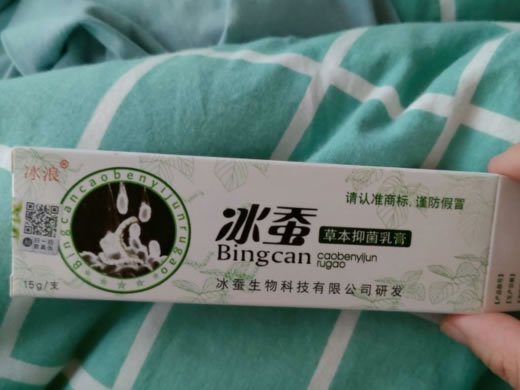 冰浪®
Bingcancaobenyijunrugao
15g/支
请认准商标，谨防假冒
冰蚕
草本抑菌乳膏
Bingcan
caobenyijun
rugao
冰蚕生物科技有限公司研发